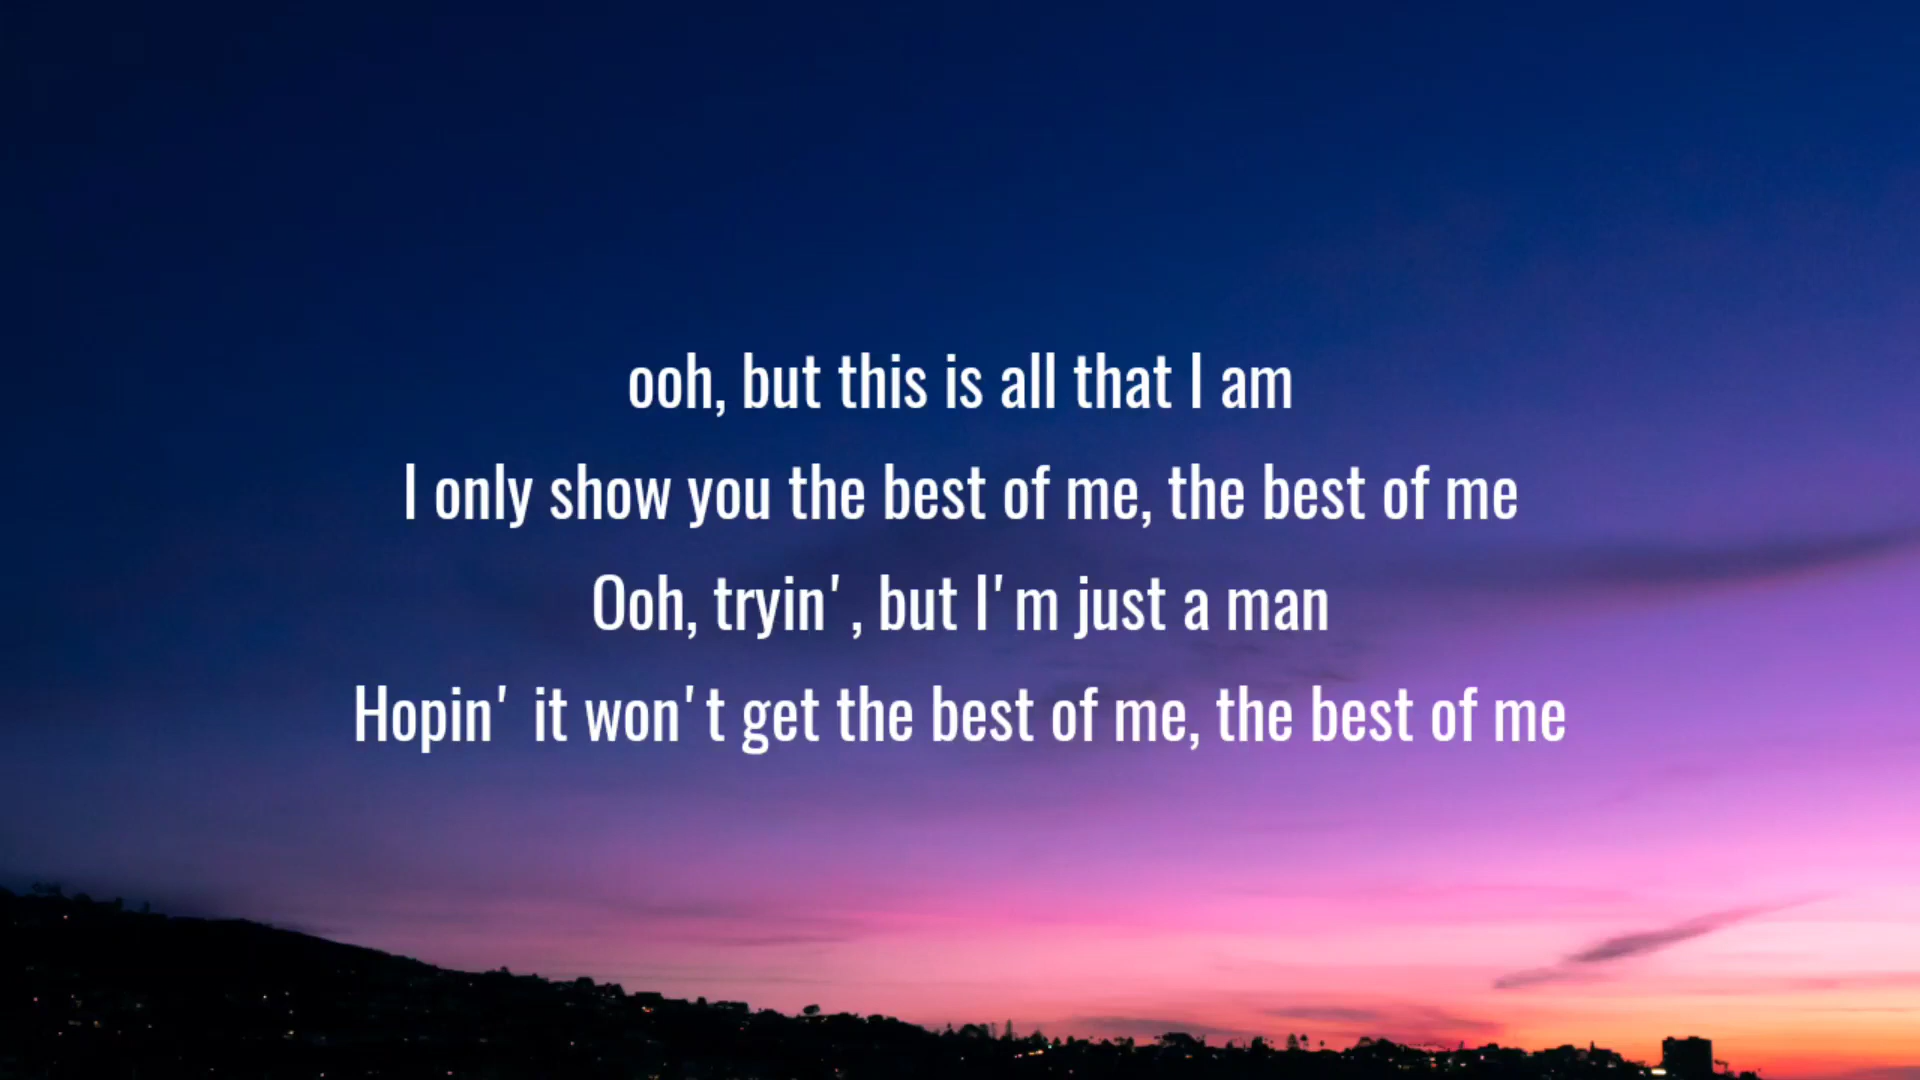 ooh, but this is all that I am
I only show you the best of me, the best of me
Ooh, tryin', but I'm just a man
Hopin' it won't get the best of me, the best of me